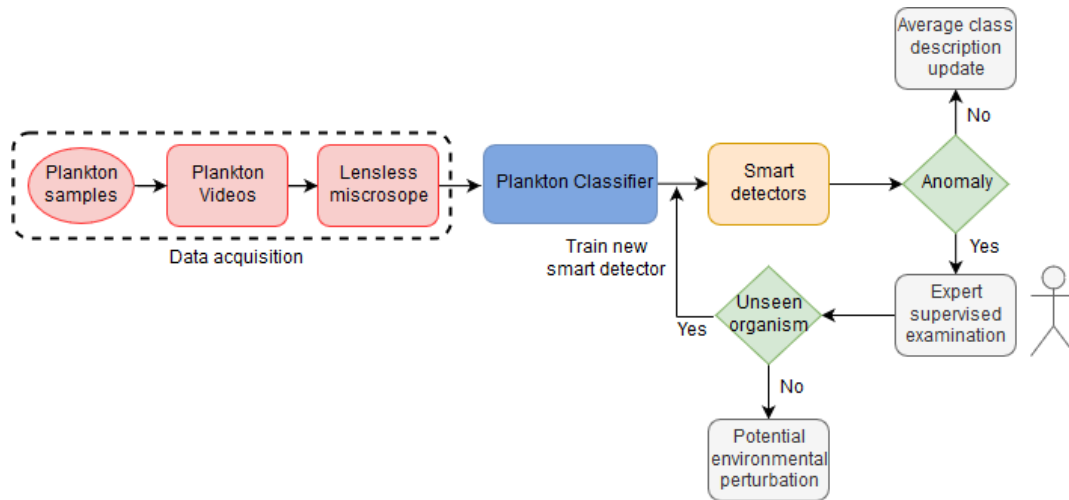 Average class
description
update
No
Plankton
samples
Plankton
Videos
Lensless
miscrosope
Plankton Classifier
Smart
detectors
Anomaly
Data acquisition
Train new
smart detector
Yes
Unseen
organism
Yes
Expert
supervised
examination
No
Potential
environmental
perturbation